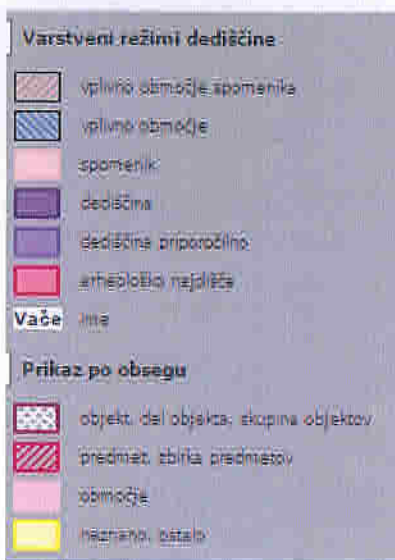 Varstveni režimi dediščine
vplivno območje spomenika
vplivno območje
spomenik
dediščina
dediščina priporočilno
arheološko najdišče
Vače ime
Prikaz po obsegu
objekt, del objekta, skupina objektov
predmet, zbirka predmetov
območje
neznano, ostalo